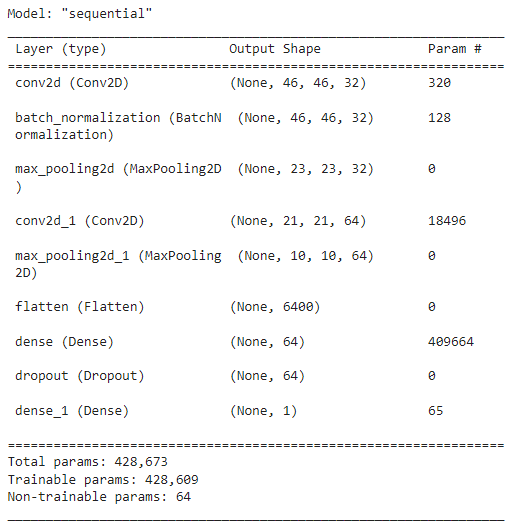 Model: "sequential"
_________________________________________________________________
Layer (type) Output Shape Param #
=================================================================
conv2d (Conv2D) (None, 46, 46, 32) 320
batch_normalization (BatchN (None, 46, 46, 32) 128
ormalization)
max_pooling2d (MaxPooling2D (None, 23, 23, 32) 0
)
conv2d_1 (Conv2D) (None, 21, 21, 64) 18496
max_pooling2d_1 (MaxPooling (None, 10, 10, 64) 0
2D)
flatten (Flatten) (None, 6400) 0
dense (Dense) (None, 64) 409664
dropout (Dropout) (None, 64) 0
dense_1 (Dense) (None, 1) 65
=================================================================
Total params: 428,673
Trainable params: 428,609
Non-trainable params: 64
_________________________________________________________________